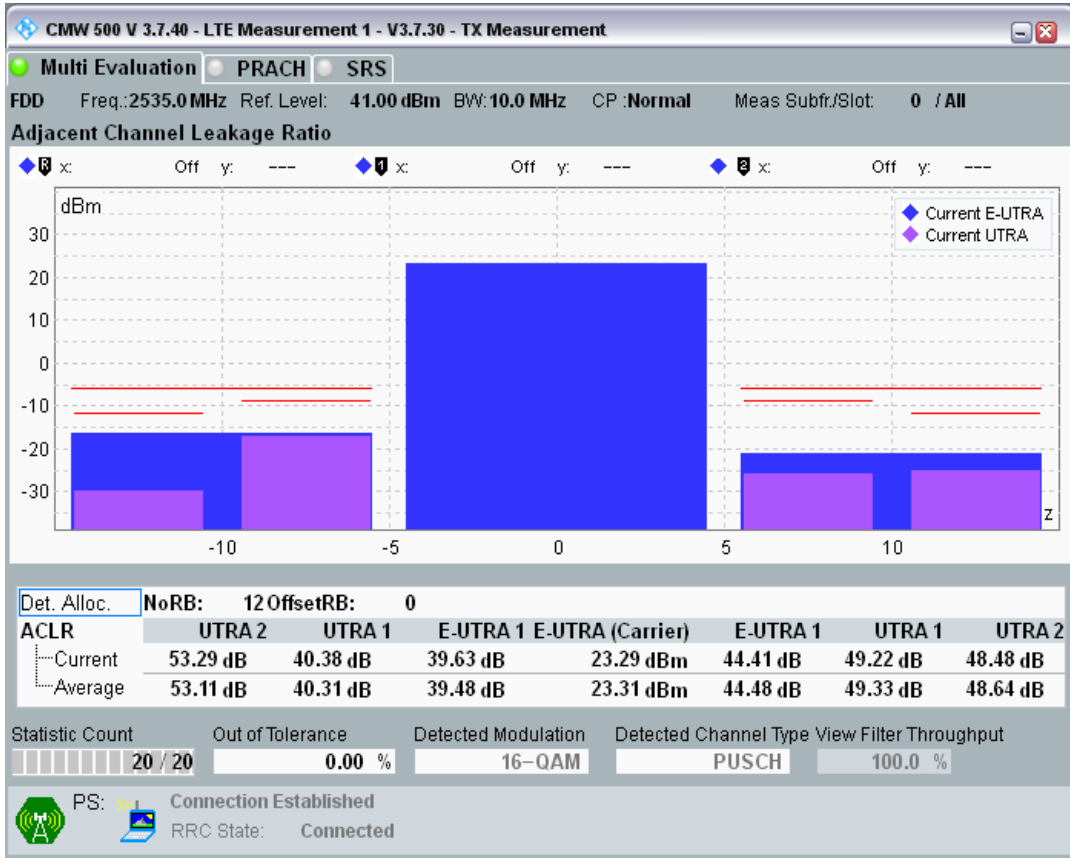 CMW 500 V 3.7.40 - LTE Measurement 1 - V3.7.30 - TX Measurement
Multi Evaluation PRACH SRS
FDD Freq.:2535.0 MHz Ref. Level: 41.00 dBm BW: 10.0 MHz CP :Normal Meas Subfr./Slot: 0 / All
Adjacent Channel Leakage Ratio
R x: Off y: --- 1 x: Off y: --- 2 x: Off y: ---
dBm
Current E-UTRA
Current UTRA
30
20
10
0
-10
-20
-30
z
-10 -5 0 5 10
Det. Alloc. NoRB: 12 OffsetRB: 0
ACLR UTRA 2 UTRA 1 E-UTRA 1 E-UTRA (Carrier) E-UTRA 1 UTRA 1 UTRA 2
Current 53.29 dB 40.38 dB 39.63 dB 23.29 dBm 44.41 dB 49.22 dB 48.48 dB
Average 53.11 dB 40.31 dB 39.48 dB 23.31 dBm 44.48 dB 49.33 dB 48.64 dB
Statistic Count Out of Tolerance Detected Modulation Detected Channel Type View Filter Throughput
20 / 20 0.00 % 16-QAM PUSCH 100.0 %
PS: Connection Established
RRC State: Connected